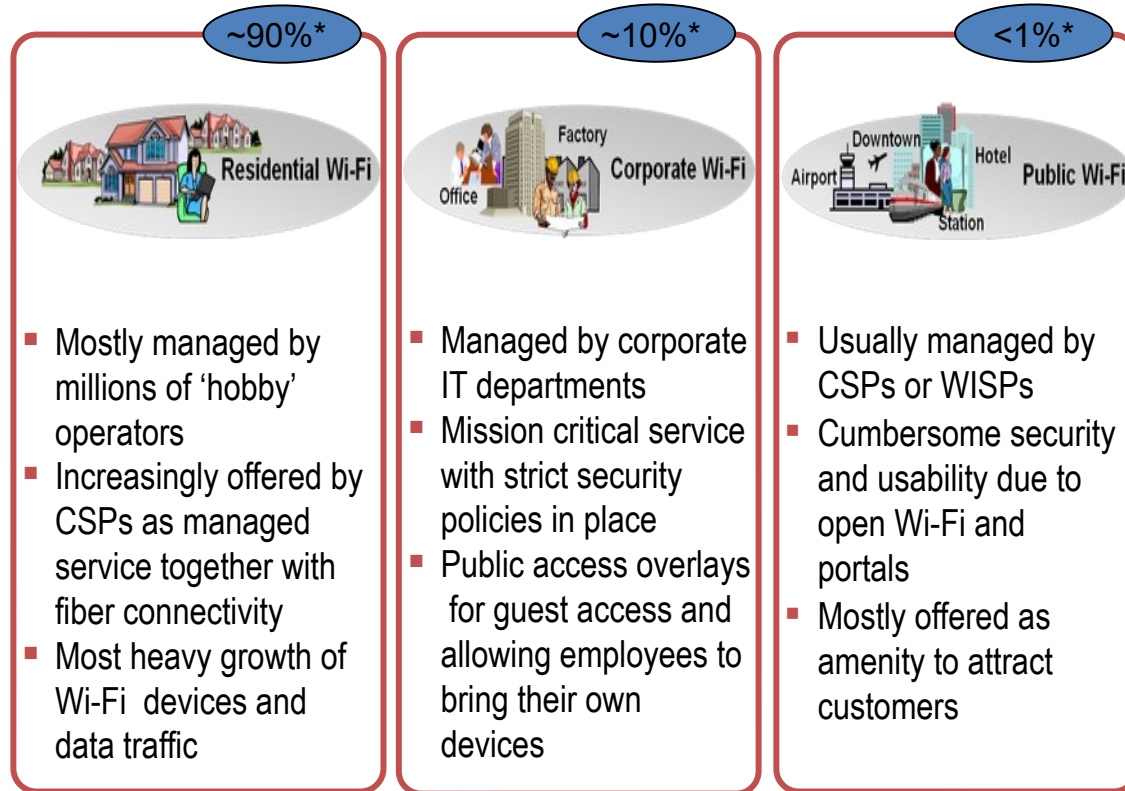 ~90%*
Residential Wi-Fi
▪ Mostly managed by
millions of ‘hobby’
operators
▪ Increasingly offered by
CSPs as managed
service together with
fiber connectivity
▪ Most heavy growth of
Wi-Fi devices and
data traffic
~10%*
Factory
Office
Corporate Wi-Fi
▪ Managed by corporate
IT departments
▪ Mission critical service
with strict security
policies in place
▪ Public access overlays
for guest access and
allowing employees to
bring their own
devices
<1%*
Downtown
Airport
Hotel
Station
Public Wi-Fi
▪ Usually managed by
CSPs or WISPs
▪ Cumbersome security
and usability due to
open Wi-Fi and
portals
▪ Mostly offered as
amenity to attract
customers